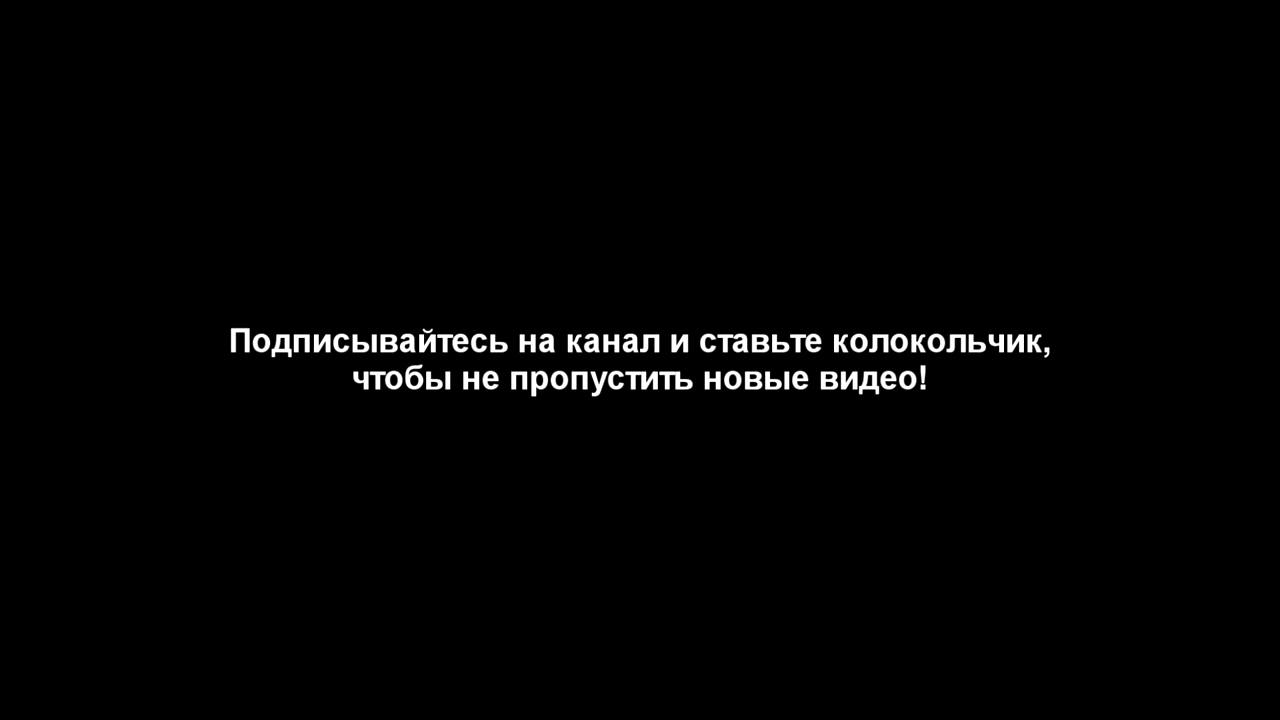 Подписывайтесь на канал и ставьте колокольчик,
чтобы не пропустить новые видео!